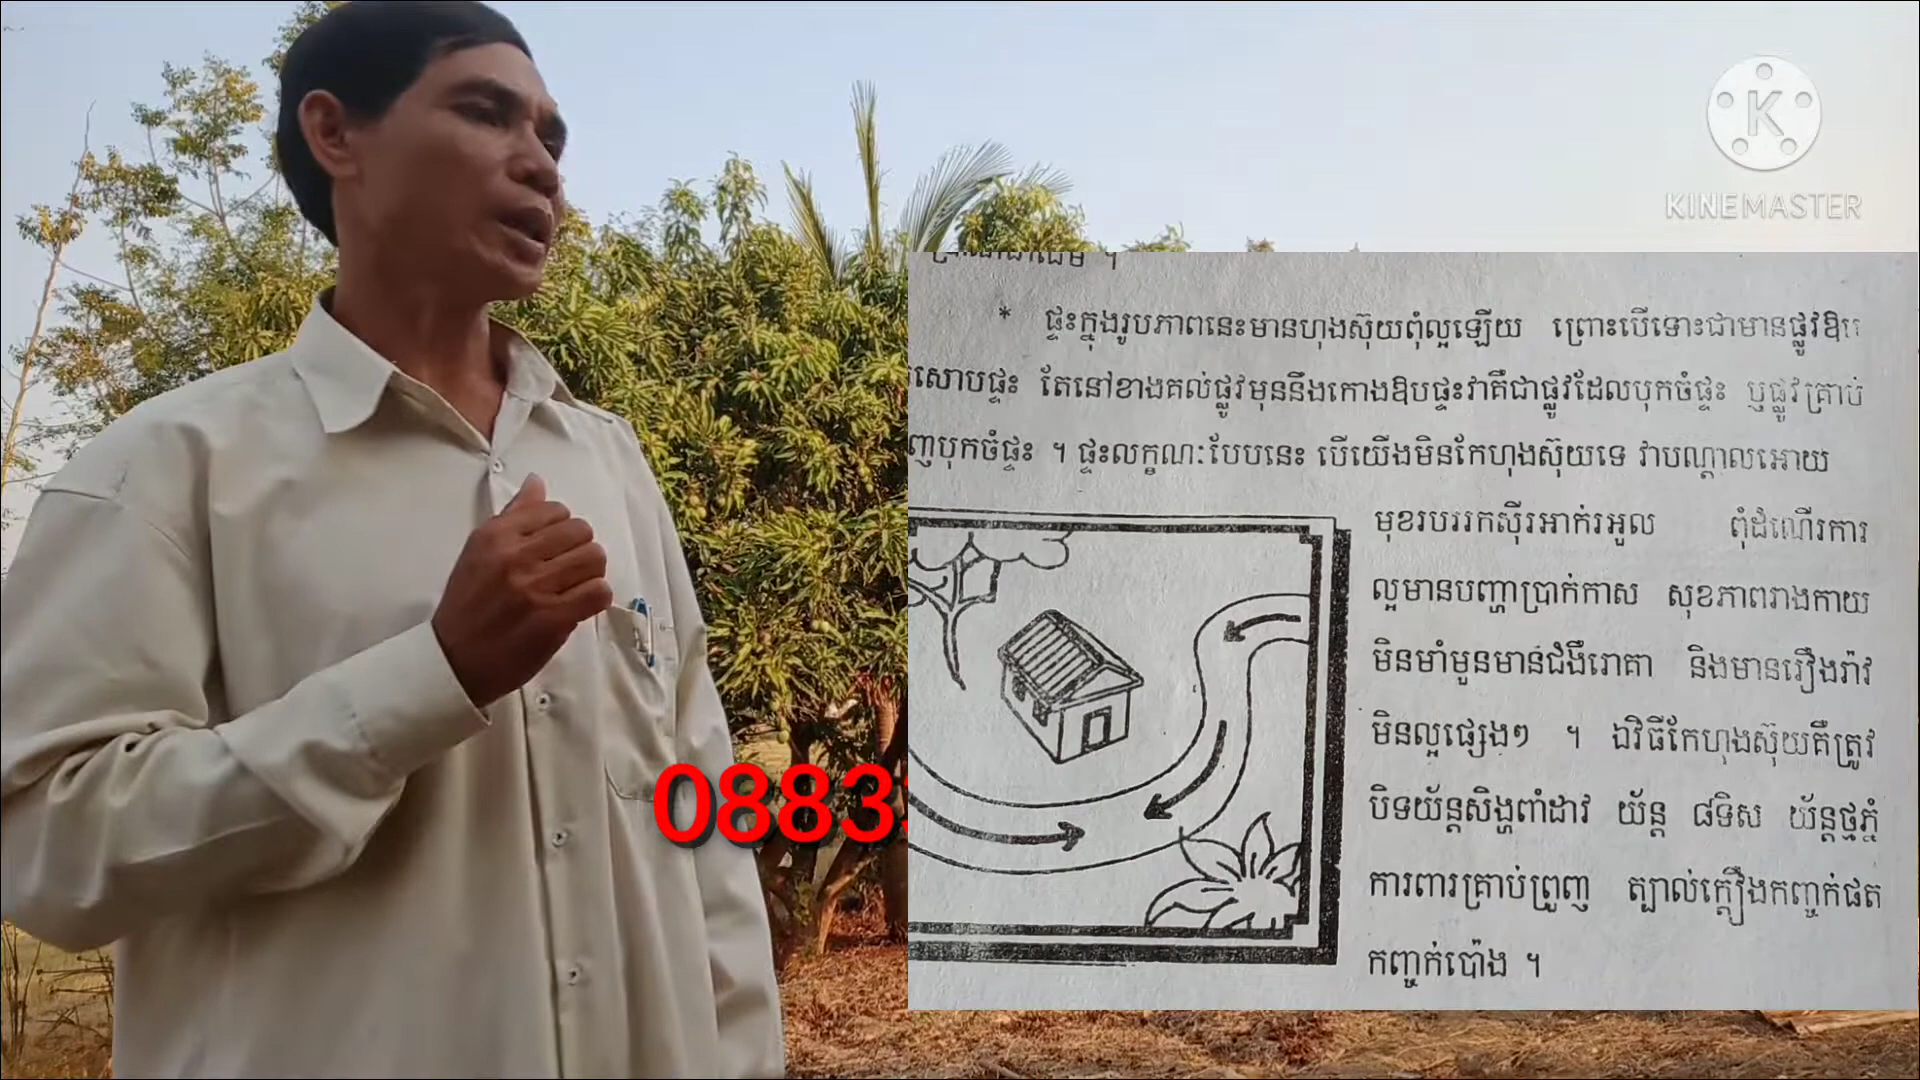 KINEMASTER
* ផ្ទះក្នុងរូបភាពនេះមានហុងស៊ុយពុំល្អឡើយ ព្រោះបើទោះជាមានផ្លូវឱប
សោបផ្ទះ តែនៅខាងគល់ផ្លូវមុននឹងកោងឱបផ្ទះវាគឺជាផ្លូវដែលបុកចំផ្ទះ ឬផ្លូវគ្រាប់
បុកចំផ្ទះ ។ ផ្ទះលក្ខណៈបែបនេះ បើយើងមិនកែហុងស៊ុយទេ វាបណ្ដាលអោយ
មុខរបររកស៊ីរអាក់រអួល ពុំដំណើរការ
ល្អមានបញ្ហាប្រាក់កាស សុខភាពរាងកាយ
មិនមាំមួនមានជំងឺរោគា និងមានរឿងរ៉ាវ
មិនល្អផ្សេងៗ ។ ឯវិធីកែហុងស៊ុយគឺត្រូវ
បិទយ័ន្តសិង្ហពាំដាវ យ័ន្ត ៨ទិស យ័ន្តថ្មភ្នំ
ការពារគ្រាប់ព្រួញ ត្បាល់ក្ដឿងកញ្ចក់ផត
កញ្ចក់ប៉ោង ។
0883